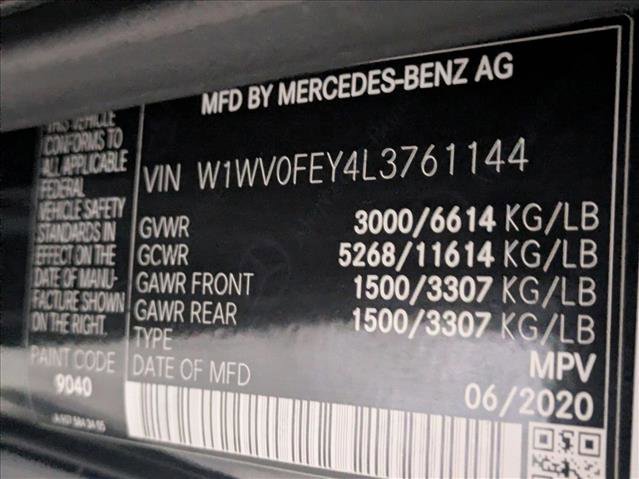 MFD BY MERCEDES-BENZ AG
THIS VEHICLE
CONFORMS TO
ALL APPLICABLE
FEDERAL
VEHICLE SAFETY
STANDARDS IN
EFFECT ON THE
DATE OF MANU-
FACTURE SHOWN
ON THE RIGHT.
PAINT CODE
9040
VIN W1WV0FEY4L3761144
GVWR 3000/6614 KG/LB
GCWR 5268/11614 KG/LB
GAWR FRONT 1500/3307 KG/LB
GAWR REAR 1500/3307 KG/LB
TYPE MPV
DATE OF MFD 06/2020